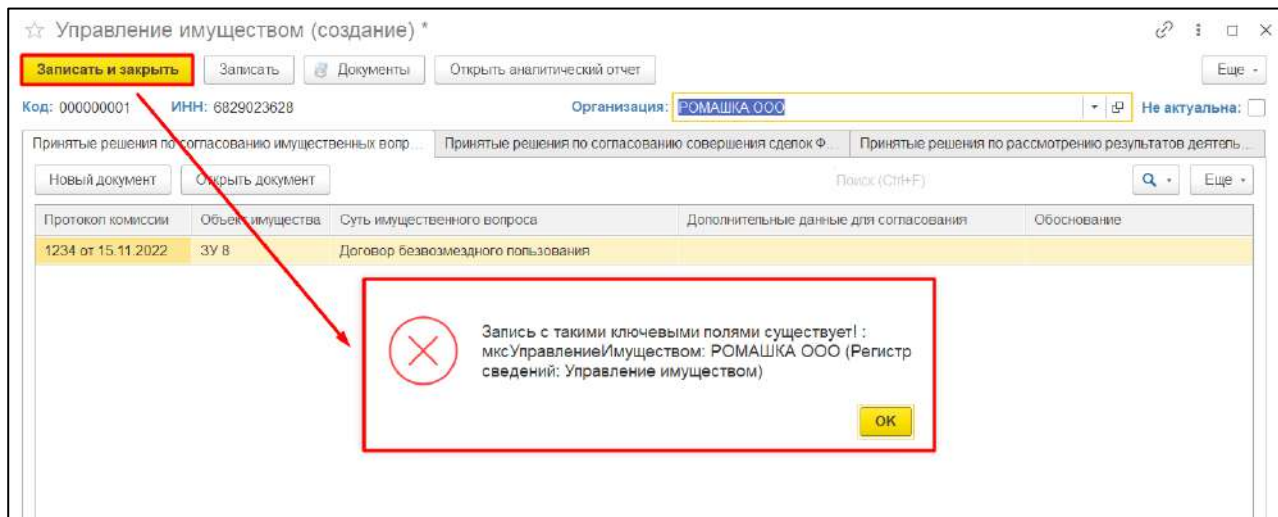 Управление имуществом (создание) *
Записать и закрыть Записать Документы Открыть аналитический отчет Еще
Код: 000000001 ИНН: 6829023628 Организация: РОМАШКА ООО Не актуальна:
Принятые решения по согласованию имущественных вопр... Принятые решения по согласованию совершения сделок Ф... Принятые решения по рассмотрению результатов деятель...
Новый документ Открыть документ Поиск (Ctrl+F) Еще
Протокол комиссии Объект имущества Суть имущественного вопроса Дополнительные данные для согласования Обоснование
1234 от 15.11.2022 ЗУ 8 Договор безвозмездного пользования
Запись с такими ключевыми полями существует! :
мксУправлениеИмуществом: РОМАШКА ООО (Регистр
сведений: Управление имуществом)
ОК